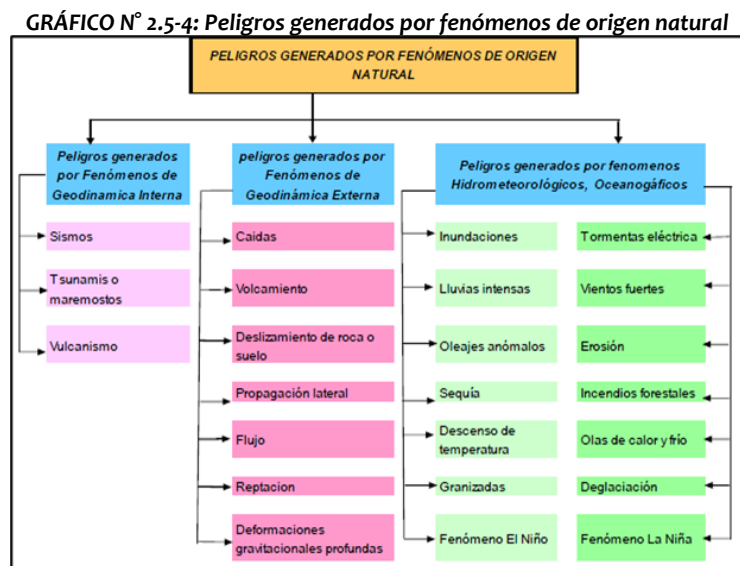 GRÁFICO N° 2.5-4: Peligros generados por fenómenos de origen natural
PELIGROS GENERADOS POR FENÓMENOS DE ORIGEN
NATURAL
Peligros generados
por Fenómenos de
Geodinamica Interna
Sismos
Tsunamis o
maremostos
Vulcanismo
peligros generados por
Fenómenos de
Geodinámica Externa
Caidas
Volcamiento
Deslizamiento de roca o
suelo
Propagación lateral
Flujo
Reptacion
Deformaciones
gravitacionales profundas
Peligros generados por fenomenos
Hidrometeorológicos, Oceanogáficos
Inundaciones
Lluvias intensas
Oleajes anómalos
Sequía
Descenso de
temperatura
Granizadas
Fenómeno El Niño
Tormentas eléctrica
Vientos fuertes
Erosión
Incendios forestales
Olas de calor y frío
Deglaciación
Fenómeno La Niña